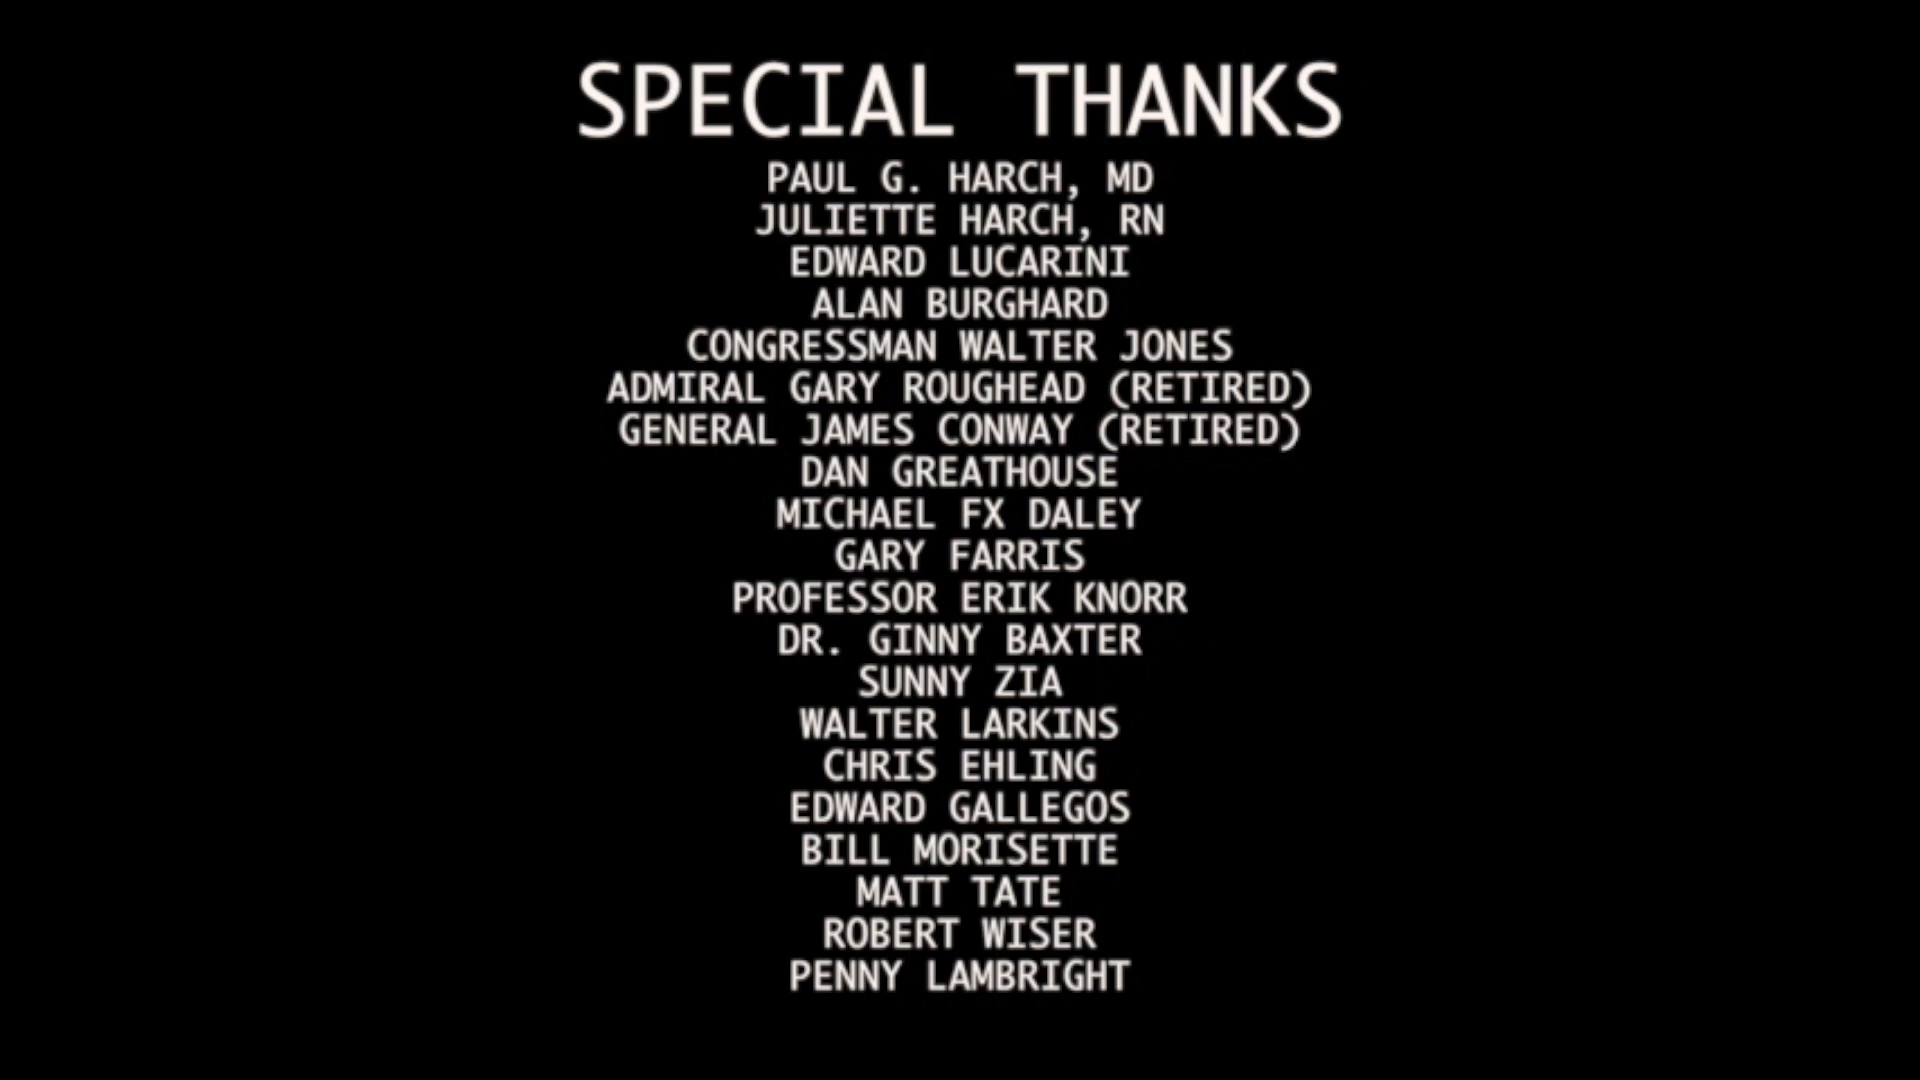 SPECIAL THANKS
PAUL G. HARCH, MD
JULIETTE HARCH, RN
EDWARD LUCARINI
ALAN BURGHARD
CONGRESSMAN WALTER JONES
ADMIRAL GARY ROUGHEAD (RETIRED)
GENERAL JAMES CONWAY (RETIRED)
DAN GREATHOUSE
MICHAEL FX DALEY
GARY FARRIS
PROFESSOR ERIK KNORR
DR. GINNY BAXTER
SUNNY ZIA
WALTER LARKINS
CHRIS EHLING
EDWARD GALLEGOS
BILL MORISETTE
MATT TATE
ROBERT WISER
PENNY LAMBRIGHT